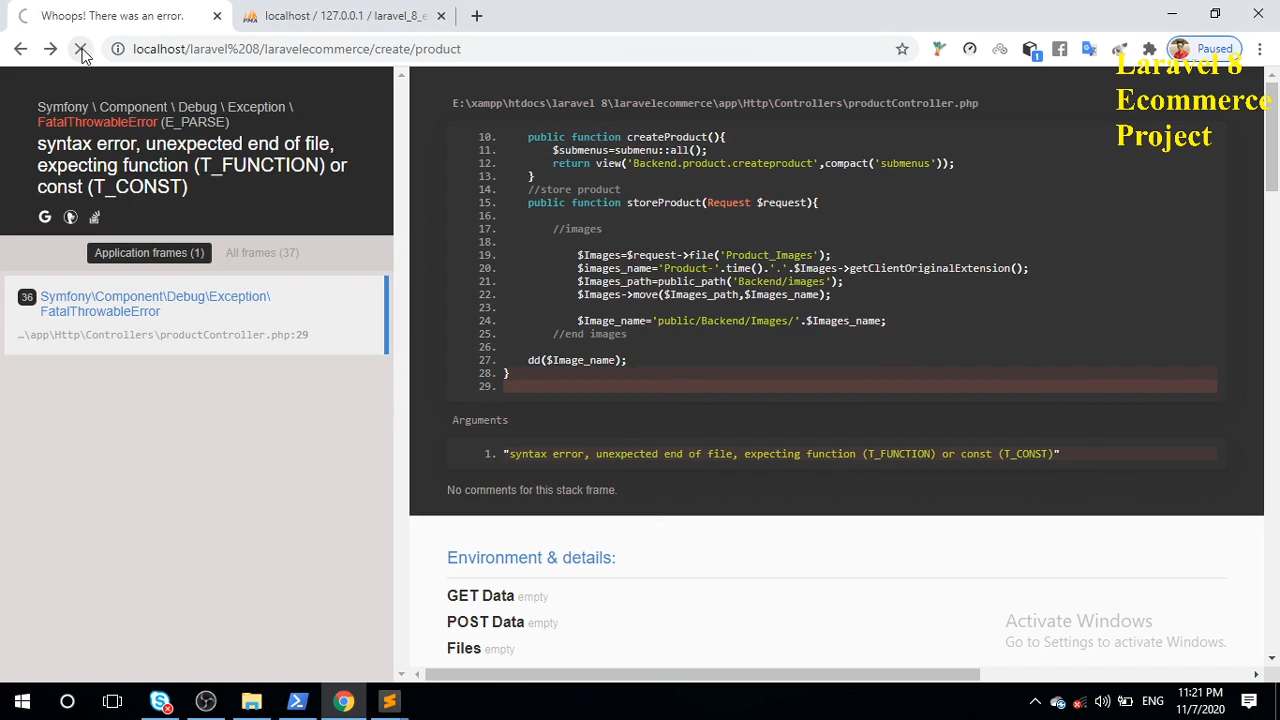 Whoops! There was an error.
localhost / 127.0.0.1 / laravel_8_e
localhost/laravel%208/laravelecommerce/create/product
1
Paused
Laravel 8
Ecommerce
Project
Symfony \ Component \ Debug \ Exception \
FatalThrowableError (E_PARSE)
syntax error, unexpected end of file,
expecting function (T_FUNCTION) or
const (T_CONST)
Application frames (1)
All frames (37)
36 Symfony\Component\Debug\Exception\
FatalThrowableError
…\app\Http\Controllers\productController.php:29
E:\xampp\htdocs\laravel 8\laravelecommerce\app\Http\Controllers\productController.php
10. public function createProduct(){
11. $submenus=submenu::all();
12. return view('Backend.product.createproduct',compact('submenus'));
13. }
14. //store product
15. public function storeProduct(Request $request){
16.
17. //images
18.
19. $Images=$request->file('Product_Images');
20. $images_name='Product-'.time().'.'.$Images->getClientOriginalExtension();
21. $Images_path=public_path('Backend/images');
22. $Images->move($Images_path,$Images_name);
23.
24. $Image_name='public/Backend/Images/'.$Images_name;
25. //end images
26.
27. dd($Image_name);
28. }
29.
Arguments
1. "syntax error, unexpected end of file, expecting function (T_FUNCTION) or const (T_CONST)"
No comments for this stack frame.
Environment & details:
GET Data empty
POST Data empty
Files empty
Activate Windows
Go to Settings to activate Windows.
ENG
11:21 PM
11/7/2020